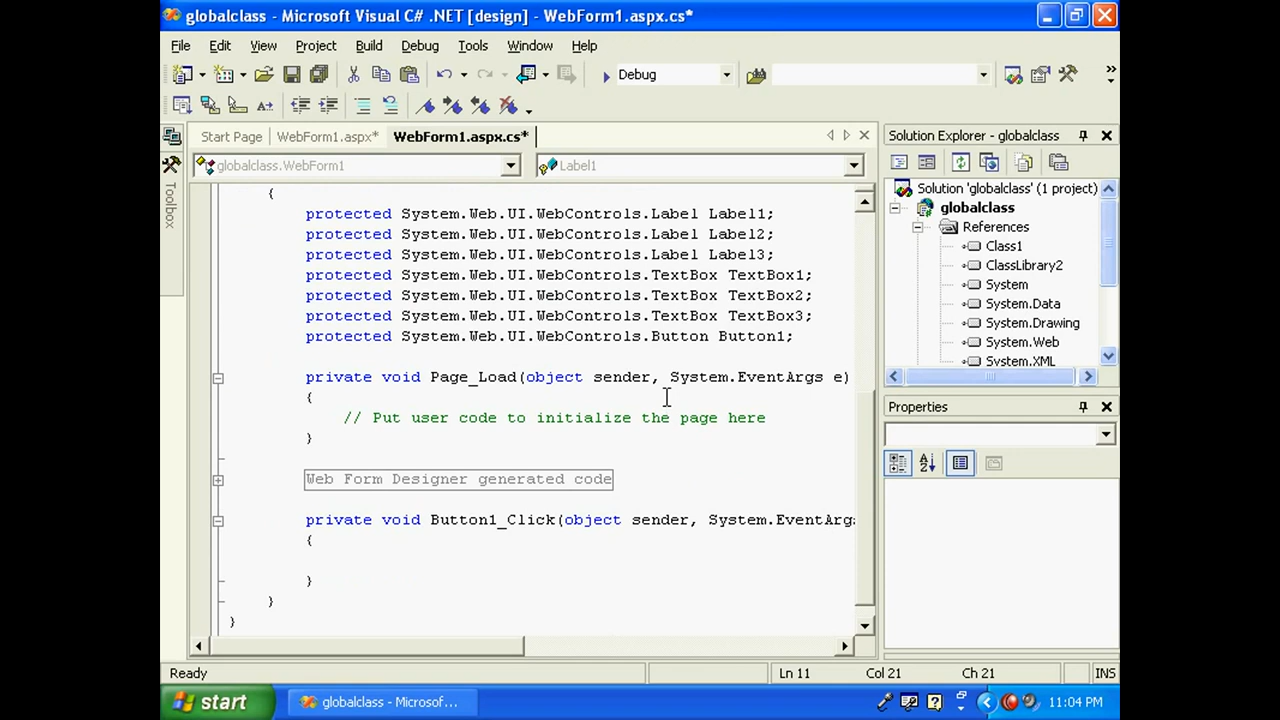 globalclass - Microsoft Visual C# .NET [design] - WebForm1.aspx.cs*
File Edit View Project Build Debug Tools Window Help
Debug
Start Page WebForm1.aspx* WebForm1.aspx.cs*
globalclass.WebForm1 Label1
{
protected System.Web.UI.WebControls.Label Label1;
protected System.Web.UI.WebControls.Label Label2;
protected System.Web.UI.WebControls.Label Label3;
protected System.Web.UI.WebControls.TextBox TextBox1;
protected System.Web.UI.WebControls.TextBox TextBox2;
protected System.Web.UI.WebControls.TextBox TextBox3;
protected System.Web.UI.WebControls.Button Button1;
private void Page_Load(object sender, System.EventArgs e)
{
// Put user code to initialize the page here
}
Web Form Designer generated code
private void Button1_Click(object sender, System.EventArgs
{
}
}
}
Toolbox
Solution Explorer - globalclass
Solution 'globalclass' (1 project)
globalclass
References
Class1
ClassLibrary2
System
System.Data
System.Drawing
System.Web
System.XML
Properties
Ready Ln 11 Col 21 Ch 21 INS
start globalclass - Microsof... 11:04 PM